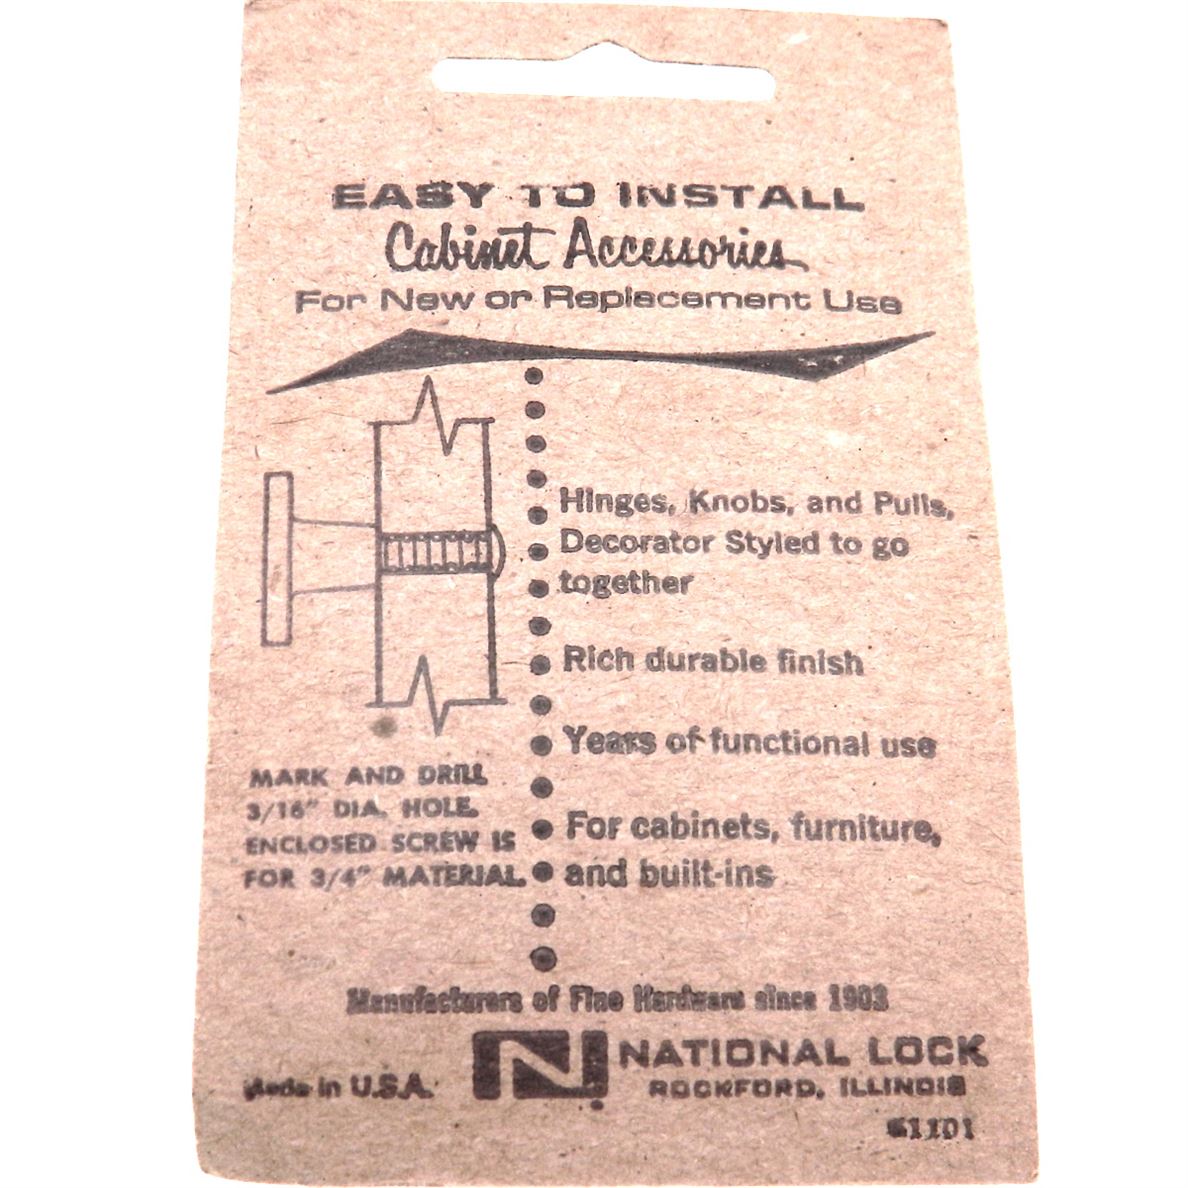 EASY TO INSTALL
Cabinet Accessories
For New or Replacement Use
Hinges, Knobs, and Pulls,
Decorator Styled to go
together
Rich durable finish
Years of functional use
For cabinets, furniture,
and built-ins
MARK AND DRILL
3/16" DIA. HOLE.
ENCLOSED SCREW IS
FOR 3/4" MATERIAL.
Manufacturers of Fine Hardware since 1903
N NATIONAL LOCK
ROCKFORD, ILLINOIS
Made in U.S.A.